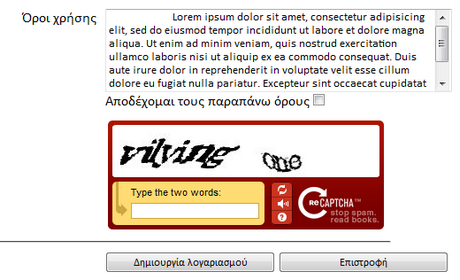 Όροι χρήσης
Lorem ipsum dolor sit amet, consectetur adipisicing
elit, sed do eiusmod tempor incididunt ut labore et dolore magna
aliqua. Ut enim ad minim veniam, quis nostrud exercitation
ullamco laboris nisi ut aliquip ex ea commodo consequat. Duis
aute irure dolor in reprehenderit in voluptate velit esse cillum
dolore eu fugiat nulla pariatur. Excepteur sint occaecat cupidatat
Αποδέχομαι τους παραπάνω όρους
Type the two words:
reCAPTCHA™
stop spam.
read books.
Δημιουργία λογαριασμού
Επιστροφή